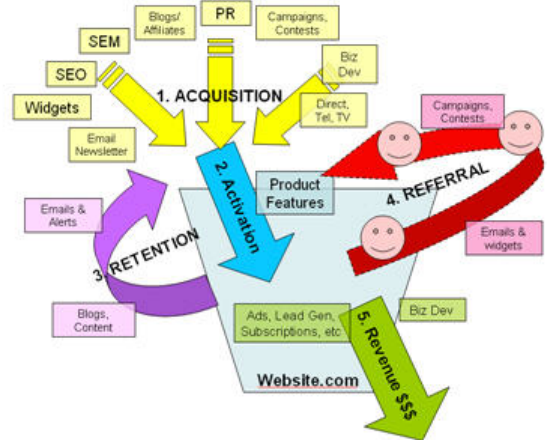 PR
Blogs/
Affiliates
Campaigns,
Contests
SEM
SEO
Biz
Dev
1. ACQUISITION
Widgets
Direct,
Tel, TV
Campaigns,
Contests
Email
Newsletter
2. Activation
Product
Features
4. REFERRAL
Emails &
Alerts
3. RETENTION
Emails &
widgets
Blogs,
Content
Ads, Lead Gen,
Subscriptions, etc
Biz Dev
5. Revenue $$$
Website.com